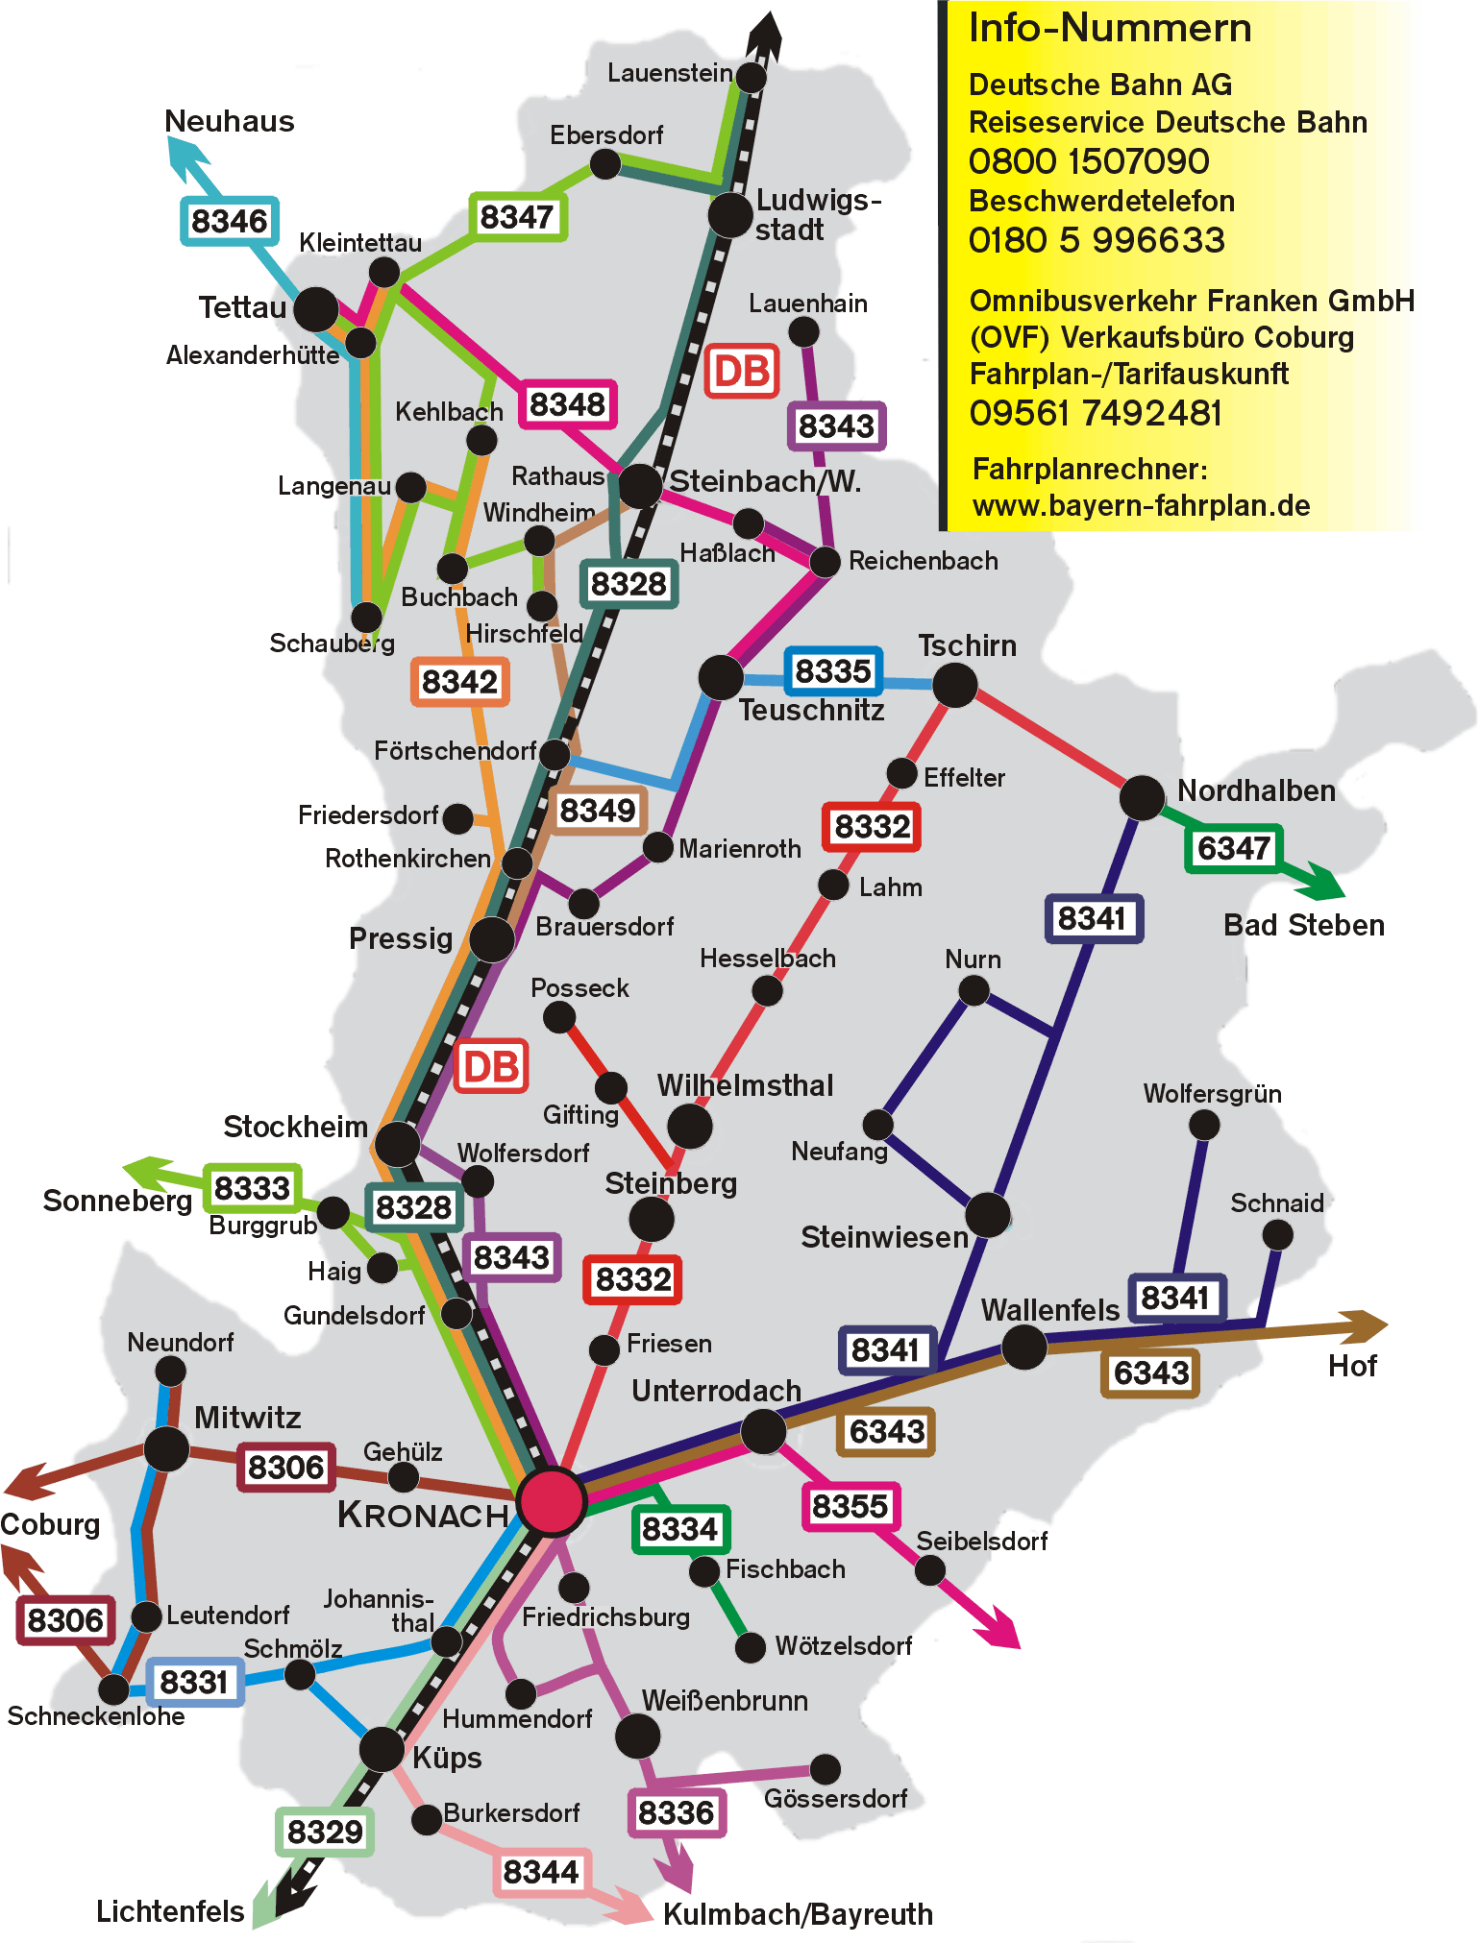 Info-Nummern
Deutsche Bahn AG
Reiseservice Deutsche Bahn
0800 1507090
Beschwerdetelefon
0180 5 996633
Omnibusverkehr Franken GmbH
(OVF) Verkaufsbüro Coburg
Fahrplan-/Tarifauskunft
09561 7492481
Fahrplanrechner:
www.bayern-fahrplan.de
Lauenstein
Neuhaus
Ebersdorf
8346
8347
Ludwigs-
stadt
Kleintettau
Tettau
Lauenhain
Alexanderhütte
DB
8348
Kehlbach
8343
Rathaus
Steinbach/W.
Langenau
Windheim
Haßlach
Reichenbach
8328
Buchbach
Hirschfeld
Schauberg
Tschirn
8342
8335
Teuschnitz
Förtschendorf
Effelter
Nordhalben
8349
Friedersdorf
8332
6347
Rothenkirchen
Marienroth
Lahm
8341
Bad Steben
Brauersdorf
Pressig
Hesselbach
Nurn
Posseck
DB
Wilhelmsthal
Wolfersgrün
Gifting
Stockheim
Wolfersdorf
Neufang
Steinberg
8333
Sonneberg
8328
Schnaid
Burggrub
Steinwiesen
8343
Haig
8332
8341
Gundelsdorf
Wallenfels
Neundorf
Friesen
8341
Hof
6343
Unterrodach
Mitwitz
6343
Gehülz
8306
8355
KRONACH
Coburg
8334
Seibelsdorf
Fischbach
Johannis-
thal
8306
Leutendorf
Friedrichsburg
Wötzelsdorf
Schmölz
8331
Schneckenlohe
Weißenbrunn
Hummendorf
Küps
Gössersdorf
Burkersdorf
8336
8329
8344
Lichtenfels
Kulmbach/Bayreuth